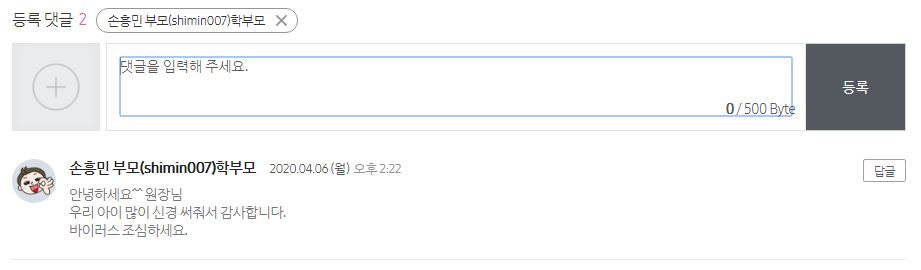 등록 댓글 2 손흥민 부모(shimin007)학부모 ✕
댓글을 입력해 주세요.
0 / 500 Byte
등록
손흥민 부모(shimin007)학부모 2020.04.06 (월) 오후 2:22
답글
안녕하세요^^ 원장님
우리 아이 많이 신경 써줘서 감사합니다.
바이러스 조심하세요.